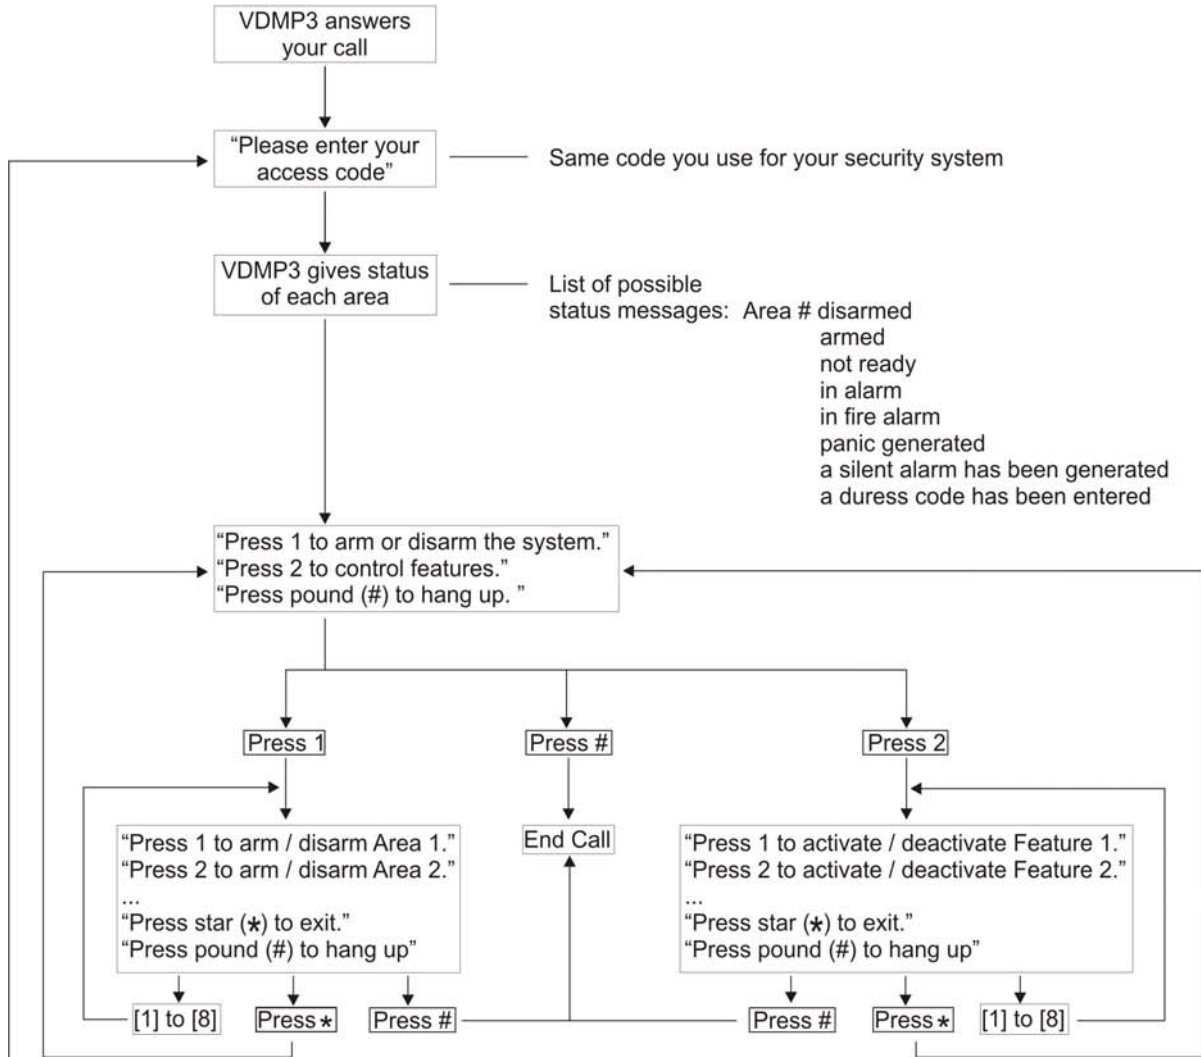 VDMP3 answers
your call
“Please enter your
access code”
Same code you use for your security system
VDMP3 gives status
of each area
List of possible
status messages: Area # disarmed
armed
not ready
in alarm
in fire alarm
panic generated
a silent alarm has been generated
a duress code has been entered
“Press 1 to arm or disarm the system.”
“Press 2 to control features.”
“Press pound (#) to hang up. ”
Press 1
Press #
Press 2
“Press 1 to arm / disarm Area 1.”
“Press 2 to arm / disarm Area 2.”
...
“Press star (*) to exit.”
“Press pound (#) to hang up”
End Call
“Press 1 to activate / deactivate Feature 1.”
“Press 2 to activate / deactivate Feature 2.”
...
“Press star (*) to exit.”
“Press pound (#) to hang up”
[1] to [8]
Press *
Press #
Press #
Press *
[1] to [8]